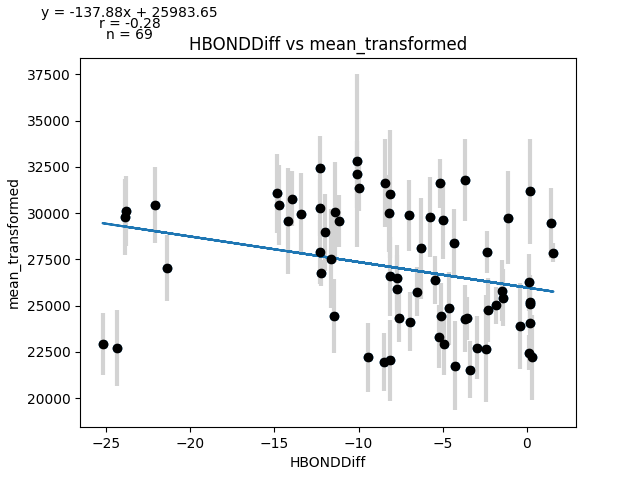 y = -137.88x + 25983.65
r = -0.28
n = 69
HBONDDiff vs mean_transformed
37500
35000
32500
30000
27500
25000
22500
20000
mean_transformed
−25
−20
−15
−10
−5
0
HBONDDiff